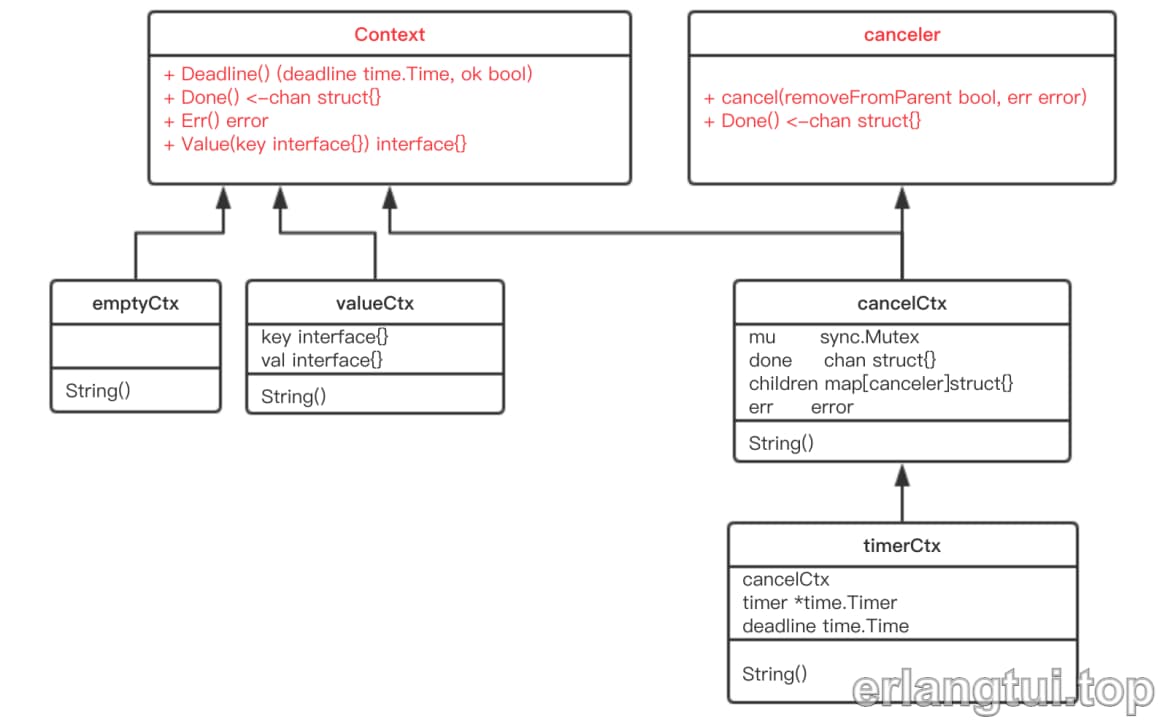 Context
+ Deadline() (deadline time.Time, ok bool)
+ Done() <-chan struct{}
+ Err() error
+ Value(key interface{}) interface{}
canceler
+ cancel(removeFromParent bool, err error)
+ Done() <-chan struct{}
emptyCtx
String()
valueCtx
key interface{}
val interface{}
String()
cancelCtx
mu sync.Mutex
done chan struct{}
children map[canceler]struct{}
err error
String()
timerCtx
cancelCtx
timer *time.Timer
deadline time.Time
String()
erlangtui.top